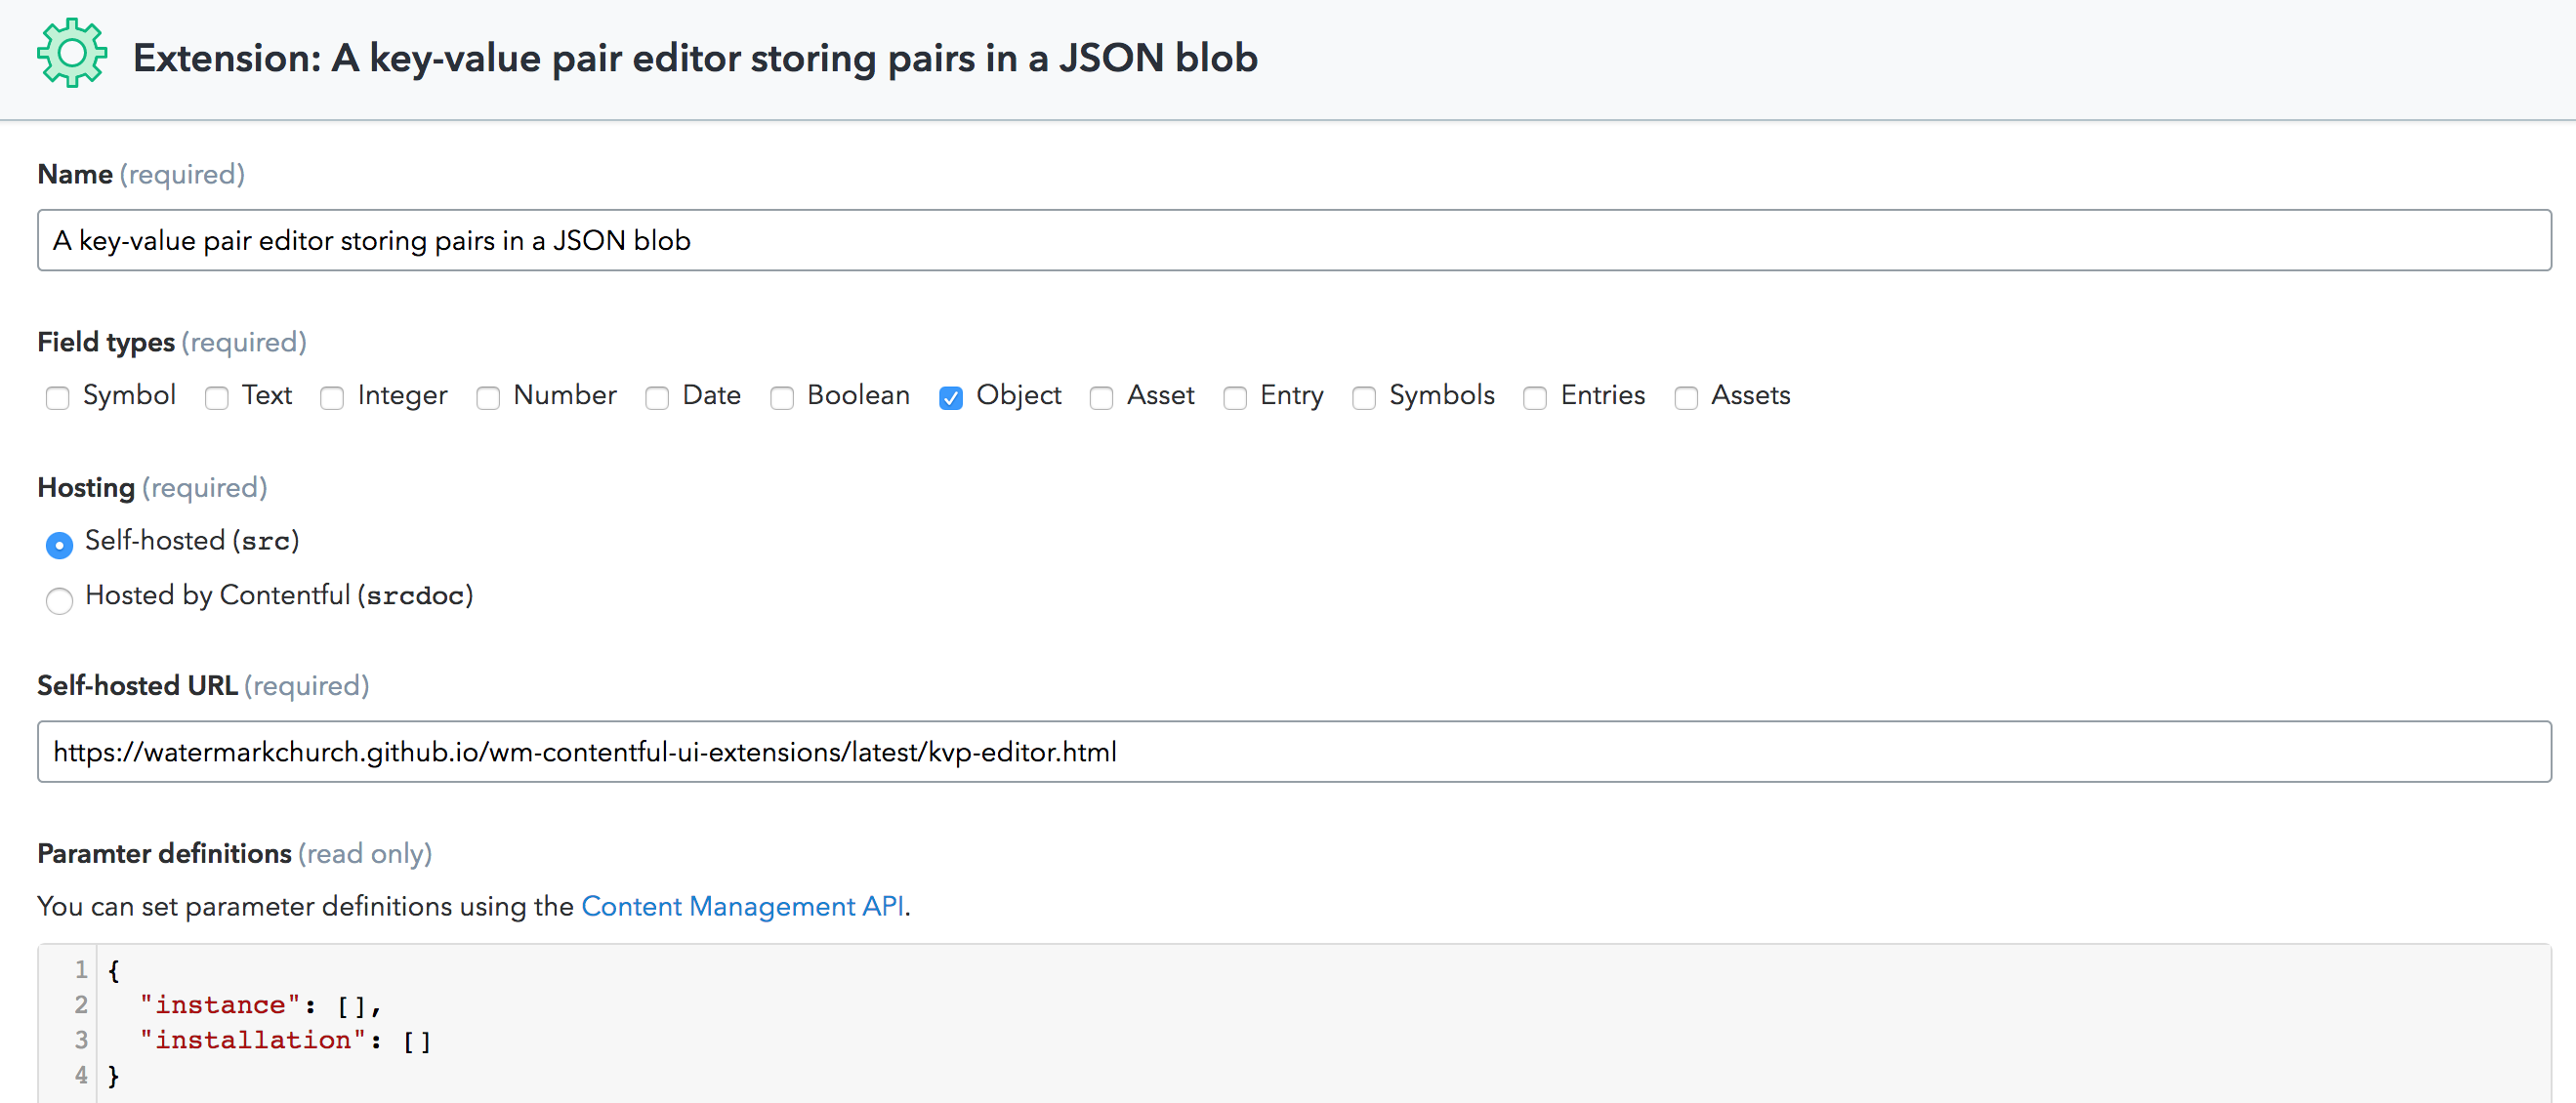 Extension: A key-value pair editor storing pairs in a JSON blob
Name (required)
A key-value pair editor storing pairs in a JSON blob
Field types (required)
Symbol Text Integer Number Date Boolean Object Asset Entry Symbols Entries Assets
Hosting (required)
Self-hosted (src)
Hosted by Contentful (srcdoc)
Self-hosted URL (required)
https://watermarkchurch.github.io/wm-contentful-ui-extensions/latest/kvp-editor.html
Paramter definitions (read only)
You can set parameter definitions using the Content Management API.
1 {
2 "instance": [],
3 "installation": []
4 }